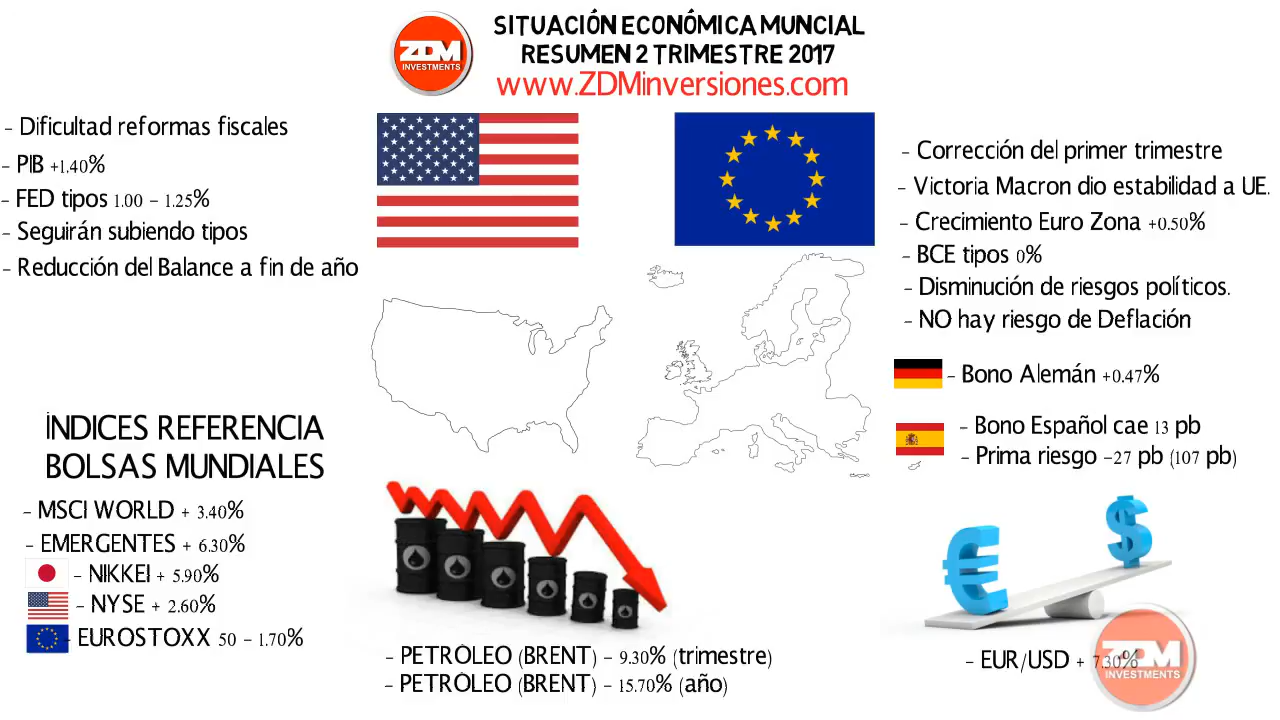 ZDM
INVESTMENTS
SITUACIÓN ECONÓMICA MUNCIAL
RESUMEN 2 TRIMESTRE 2017
www.ZDMinversiones.com
- Dificultad reformas fiscales
- PIB +1.40%
- FED tipos 1.00 - 1.25%
- Seguirán subiendo tipos
- Reducción del Balance a fin de año
- Corrección del primer trimestre
- Victoria Macron dio estabilidad a UE.
- Crecimiento Euro Zona +0.50%
- BCE tipos 0%
- Disminución de riesgos políticos.
- NO hay riesgo de Deflación
- Bono Alemán +0.47%
- Bono Español cae 13 pb
- Prima riesgo -27 pb (107 pb)
ÍNDICES REFERENCIA
BOLSAS MUNDIALES
- MSCI WORLD + 3.40%
- EMERGENTES + 6.30%
- NIKKEI + 5.90%
- NYSE + 2.60%
- EUROSTOXX 50 - 1.70%
- PETROLEO (BRENT) - 9.30% (trimestre)
- PETROLEO (BRENT) - 15.70% (año)
€
$
- EUR/USD + 7.30%
ZDM
INVESTMENTS